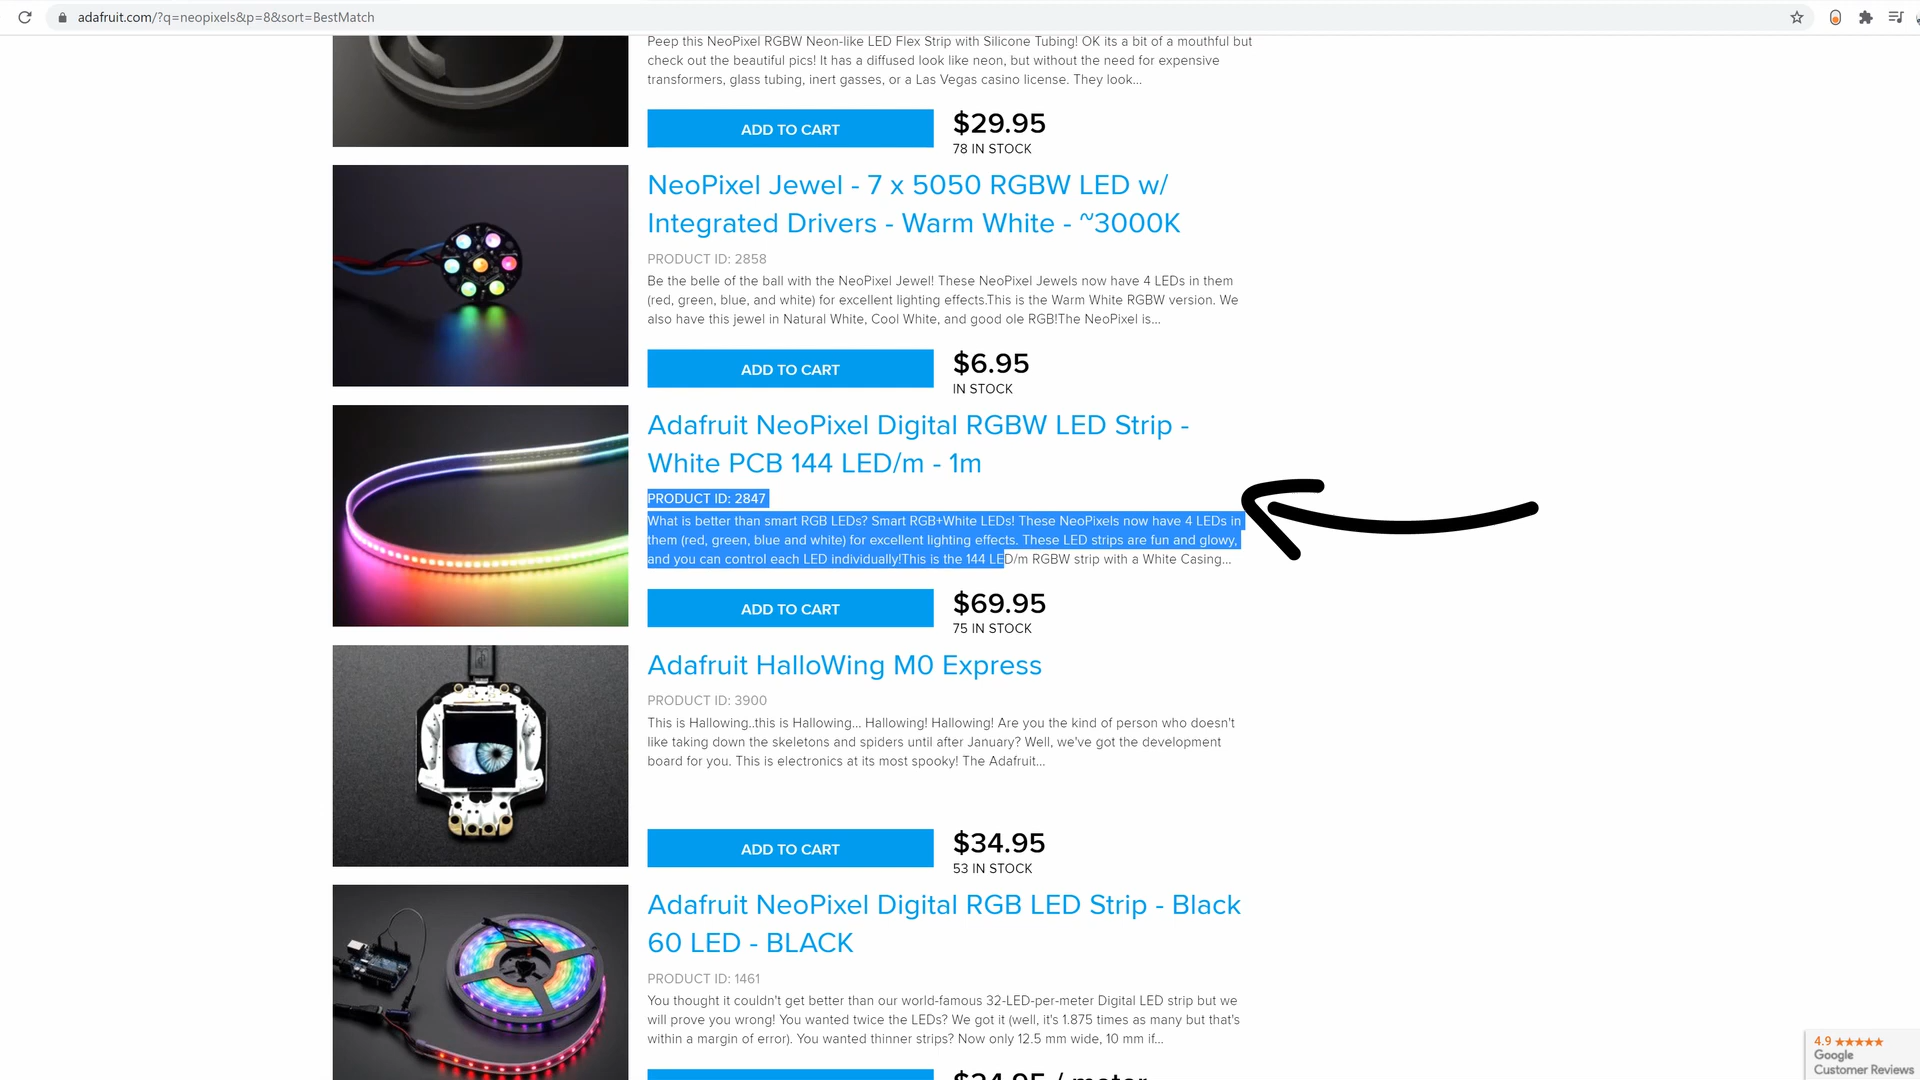 adafruit.com/?q=neopixels&p=8&sort=BestMatch
Peep this NeoPixel RGBW Neon-like LED Flex Strip with Silicone Tubing! OK its a bit of a mouthful but
check out the beautiful pics! It has a diffused look like neon, but without the need for expensive
transformers, glass tubing, inert gasses, or a Las Vegas casino license. They look...
ADD TO CART
$29.95
78 IN STOCK
NeoPixel Jewel - 7 x 5050 RGBW LED w/
Integrated Drivers - Warm White - ~3000K
PRODUCT ID: 2858
Be the belle of the ball with the NeoPixel Jewel! These NeoPixel Jewels now have 4 LEDs in them
(red, green, blue, and white) for excellent lighting effects.This is the Warm White RGBW version. We
also have this jewel in Natural White, Cool White, and good ole RGB!The NeoPixel is...
ADD TO CART
$6.95
IN STOCK
Adafruit NeoPixel Digital RGBW LED Strip -
White PCB 144 LED/m - 1m
PRODUCT ID: 2847
What is better than smart RGB LEDs? Smart RGB+White LEDs! These NeoPixels now have 4 LEDs in
them (red, green, blue and white) for excellent lighting effects. These LED strips are fun and glowy,
and you can control each LED individually!This is the 144 LED/m RGBW strip with a White Casing...
ADD TO CART
$69.95
75 IN STOCK
Adafruit HalloWing M0 Express
PRODUCT ID: 3900
This is Hallowing..this is Hallowing... Hallowing! Hallowing! Are you the kind of person who doesn't
like taking down the skeletons and spiders until after January? Well, we've got the development
board for you. This is electronics at its most spooky! The Adafruit...
ADD TO CART
$34.95
53 IN STOCK
Adafruit NeoPixel Digital RGB LED Strip - Black
60 LED - BLACK
PRODUCT ID: 1461
You thought it couldn't get better than our world-famous 32-LED-per-meter Digital LED strip but we
will prove you wrong! You wanted twice the LEDs? We got it (well, it's 1.875 times as many but that's
within a margin of error). You wanted thinner strips? Now only 12.5 mm wide, 10 mm if...
$24.95 / meter
4.9 ★★★★★
Google
Customer Reviews